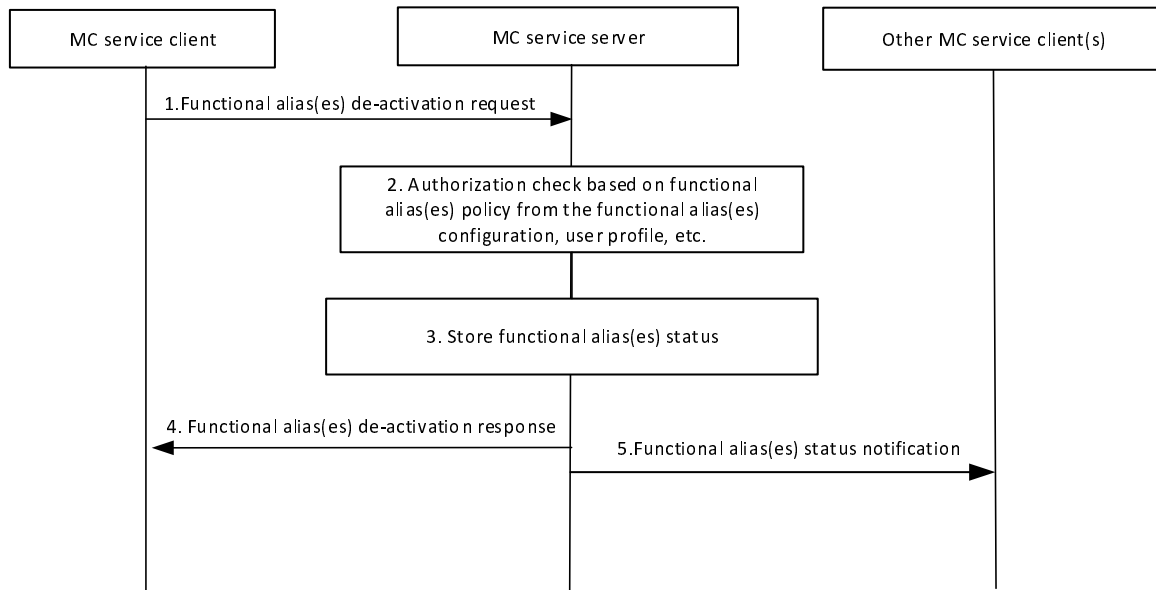 MC service client
MC service server
Other MC service client(s)
1.Functional alias(es) de-activation request
2. Authorization check based on functional
alias(es) policy from the functional alias(es)
configuration, user profile, etc.
3. Store functional alias(es) status
4. Functional alias(es) de-activation response
5.Functional alias(es) status notification